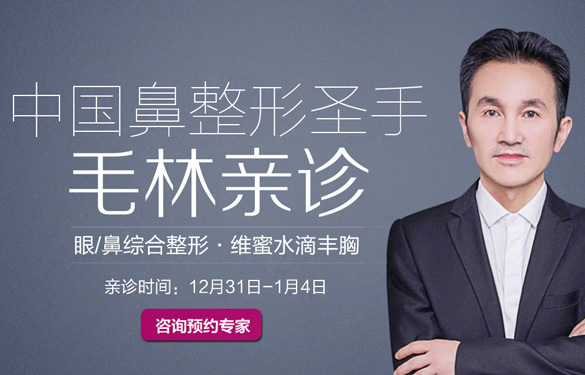 中国鼻整形圣手
毛林亲诊
眼/鼻综合整形·维蜜水滴丰胸
亲诊时间：12月31日-1月4日
咨询预约专家